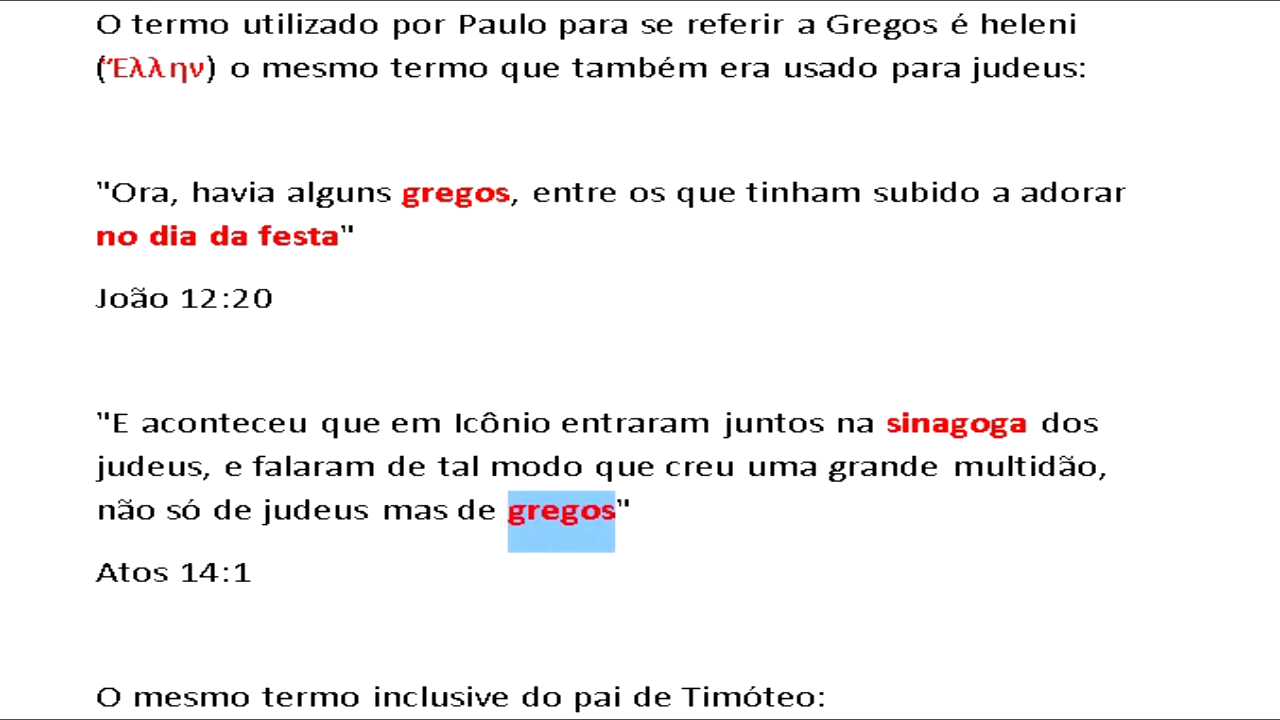 O termo utilizado por Paulo para se referir a Gregos é heleni
(Ἕλλην) o mesmo termo que também era usado para judeus:
"Ora, havia alguns gregos, entre os que tinham subido a adorar
no dia da festa"
João 12:20
"E aconteceu que em Icônio entraram juntos na sinagoga dos
judeus, e falaram de tal modo que creu uma grande multidão,
não só de judeus mas de gregos"
Atos 14:1
O mesmo termo inclusive do pai de Timóteo: